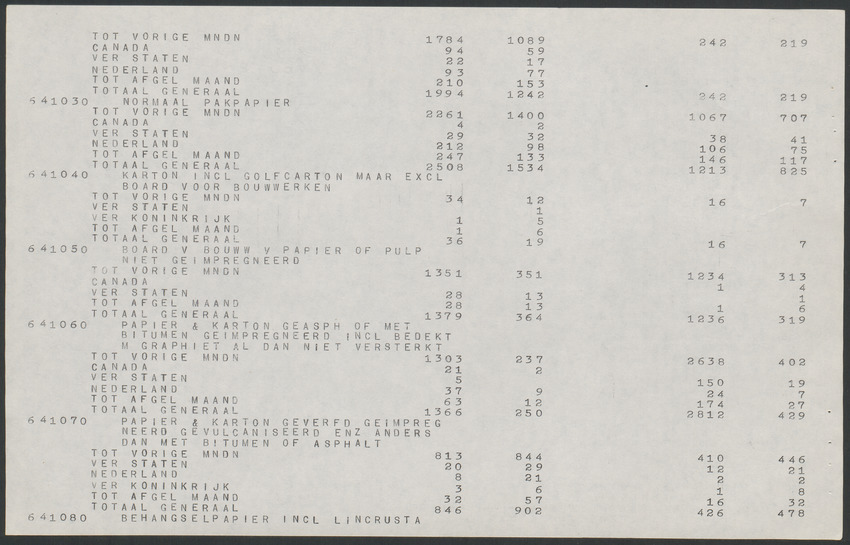 TOT VORIGE MNDN 1784 1089 242 219
CANADA 94 59
VER STATEN 22 17
NEDERLAND 93 77
TOT AFGEL MAAND 210 153
TOTAAL GENERAAL 1994 1242 242 219
641030 NORMAAL PAKPAPIER
TOT VORIGE MNDN 2261 1400 1067 707
CANADA 4 2
VER STATEN 29 32 38 41
NEDERLAND 212 98 106 75
TOT AFGEL MAAND 247 133 146 117
TOTAAL GENERAAL 2508 1534 1213 825
641040 KARTON INCL GOLFCARTON MAAR EXCL
BOARD VOOR BOUWWERKEN
TOT VORIGE MNDN 34 12 16 7
VER STATEN 1
VER KONINKRIJK 1 5
TOT AFGEL MAAND 1 6
TOTAAL GENERAAL 36 19 16 7
641050 BOARD V BOUWW V PAPIER OF PULP
NIET GEIMPREGNEERD
TOT VORIGE MNDN 1351 351 1234 313
CANADA 1 4
VER STATEN 28 13 1
TOT AFGEL MAAND 28 13 1 6
TOTAAL GENERAAL 1379 364 1236 319
641060 PAPIER & KARTON GEASPH OF MET
BITUMEN GEIMPREGNEERD INCL BEDEKT
M GRAPHIET AL DAN NIET VERSTERKT
TOT VORIGE MNDN 1303 237 2638 402
CANADA 21 2
VER STATEN 5 150 19
NEDERLAND 37 9 24 7
TOT AFGEL MAAND 63 12 174 27
TOTAAL GENERAAL 1366 250 2812 429
641070 PAPIER & KARTON GEVERFD GEIMPREG
NEERD GEVULCANISEERD ENZ ANDERS
DAN MET BITUMEN OF ASPHALT
TOT VORIGE MNDN 813 844 410 446
VER STATEN 20 29 12 21
NEDERLAND 8 21 2 2
VER KONINKRIJK 3 6 1 8
TOT AFGEL MAAND 32 57 16 32
TOTAAL GENERAAL 846 902 426 478
641080 BEHANGSELPAPIER INCL LINCRUSTA